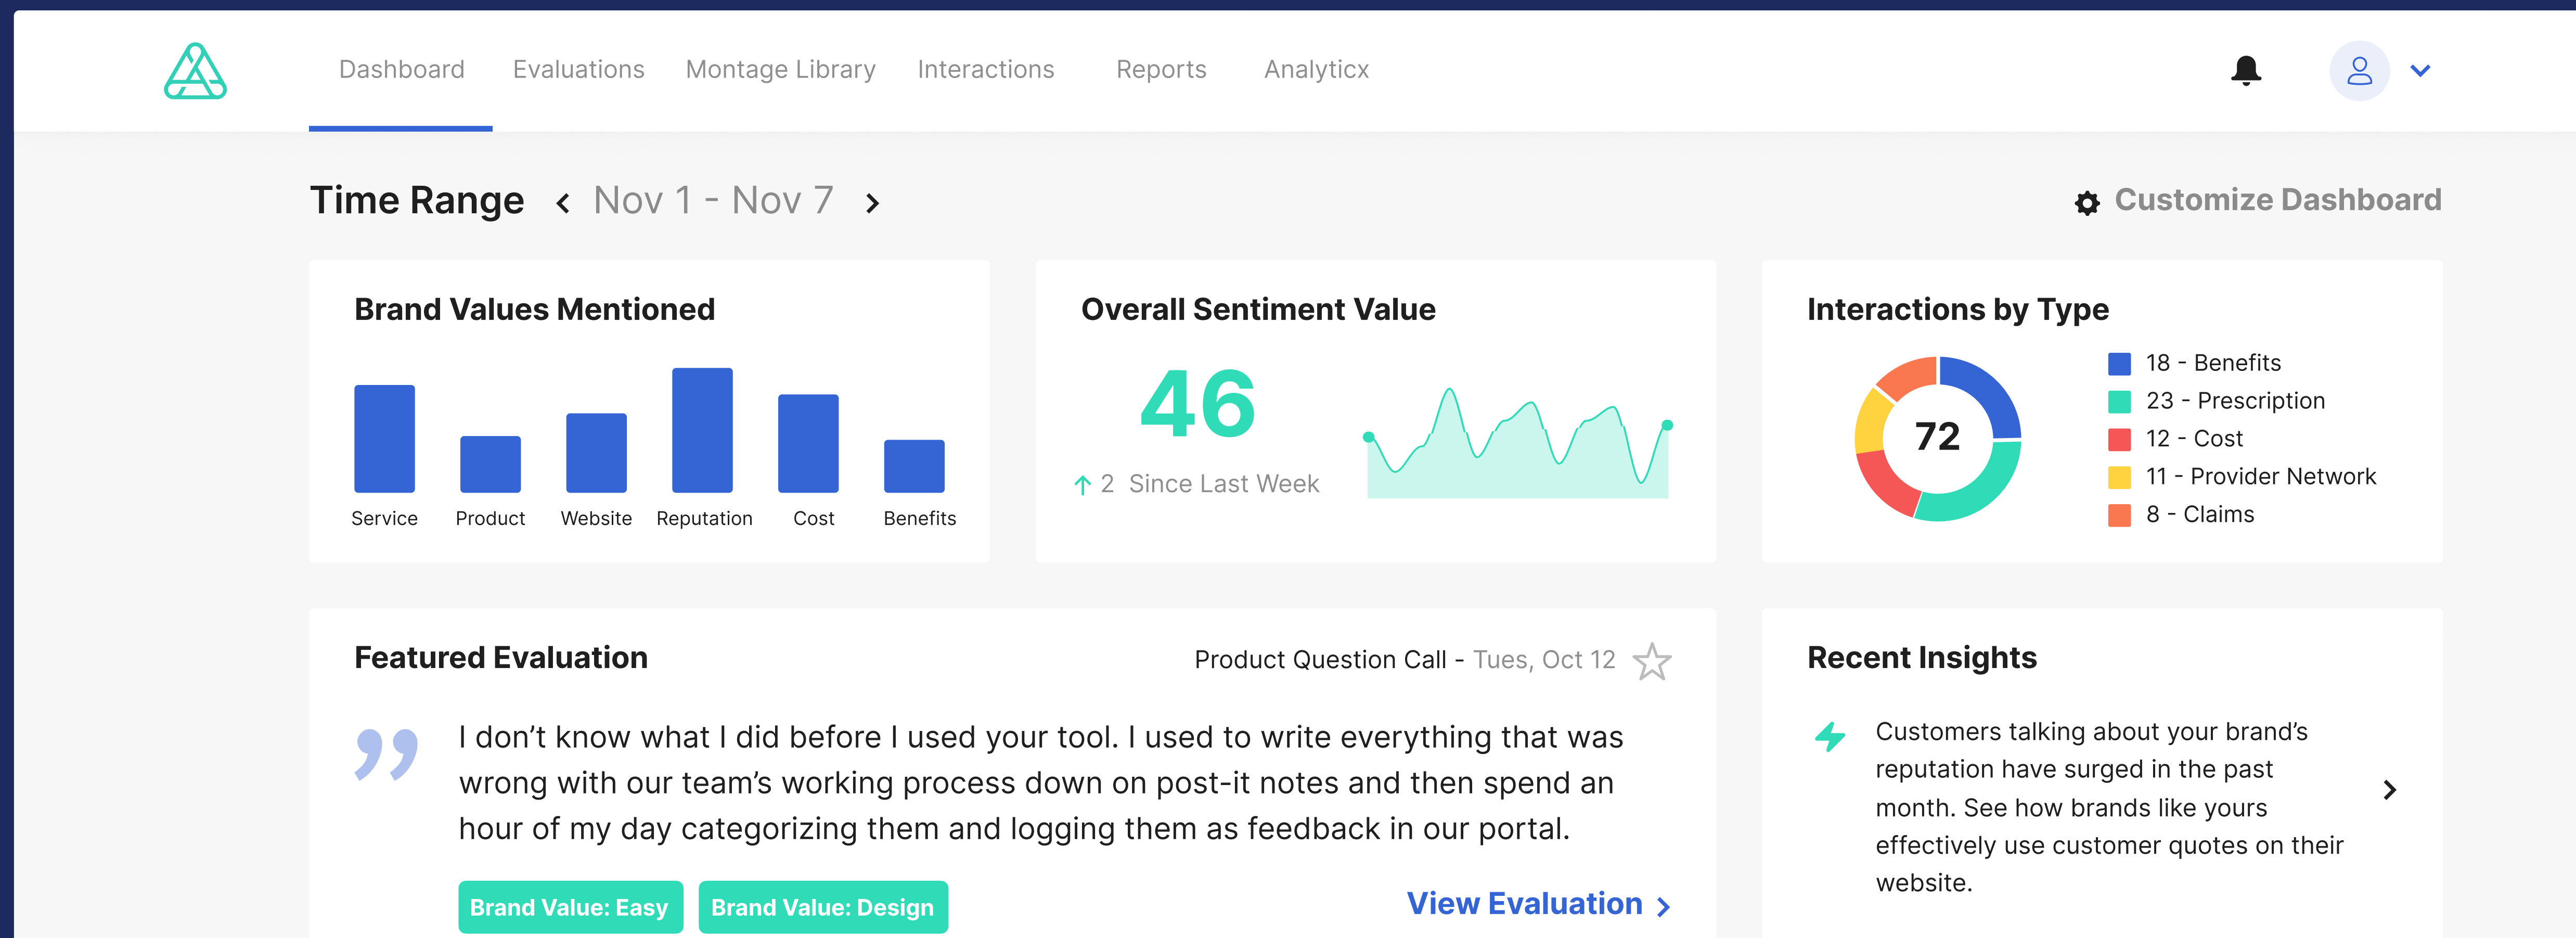 Dashboard Evaluations Montage Library Interactions Reports Analyticx
Time Range Nov 1 - Nov 7
Customize Dashboard
Brand Values Mentioned
Service Product Website Reputation Cost Benefits
Overall Sentiment Value
46
2 Since Last Week
Interactions by Type
72
18 - Benefits
23 - Prescription
12 - Cost
11 - Provider Network
8 - Claims
Featured Evaluation
Product Question Call - Tues, Oct 12
I don’t know what I did before I used your tool. I used to write everything that was
wrong with our team’s working process down on post-it notes and then spend an
hour of my day categorizing them and logging them as feedback in our portal.
Brand Value: Easy Brand Value: Design
View Evaluation
Recent Insights
Customers talking about your brand’s
reputation have surged in the past
month. See how brands like yours
effectively use customer quotes on their
website.